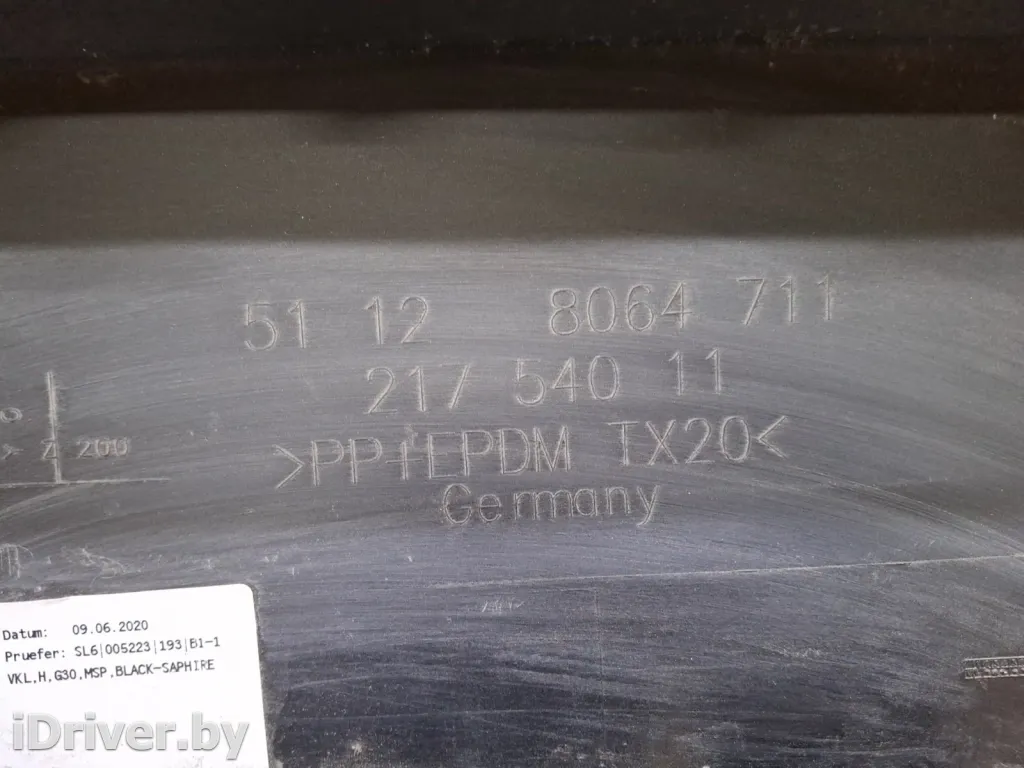 51 12 8064 711
217 540 11
Z 200
>PP+EPDM TX20<
Germany
Datum: 09.06.2020
Pruefer: SL6|005223|193|B1-1
VKL,H,G30,MSP,BLACK-SAPHIRE
iDriver.by